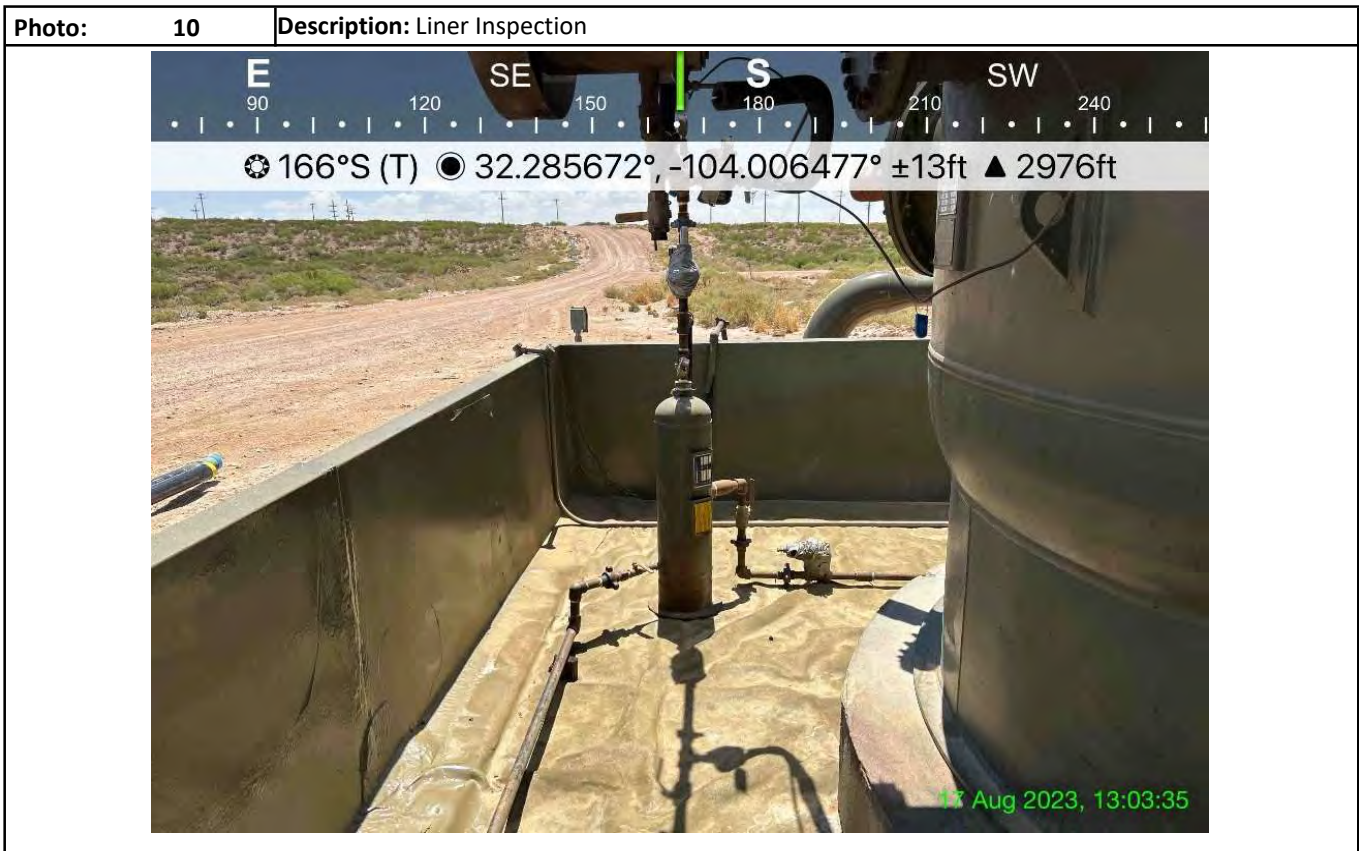 Photo: 10 Description: Liner Inspection
E SE S SW
90 120 150 180 210 240
166°S (T) 32.285672°, -104.006477° ±13ft ▲ 2976ft
17 Aug 2023, 13:03:35